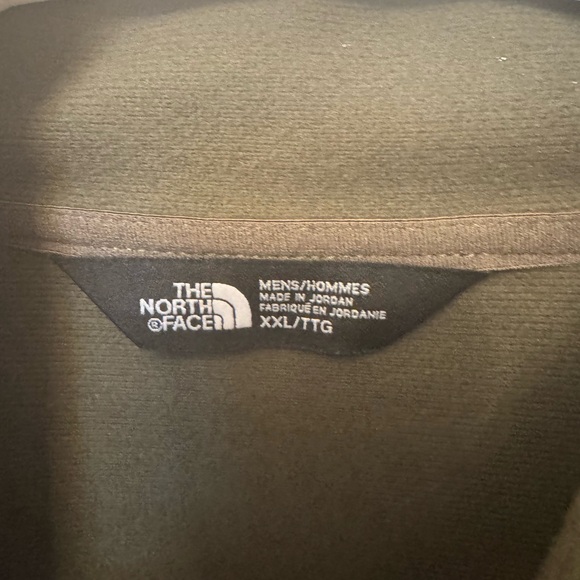 THE
NORTH
®FACE
MENS/HOMMES
MADE IN JORDAN
FABRIQUÉ EN JORDANIE
XXL/TTG